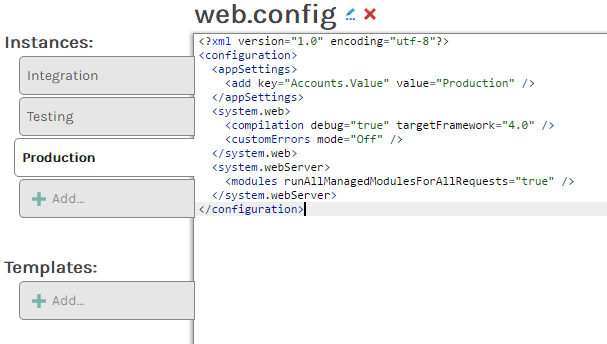 web.config
Instances:
Integration
Testing
Production
Add...
Templates:
Add...
<?xml version="1.0" encoding="utf-8"?>
<configuration>
  <appSettings>
    <add key="Accounts.Value" value="Production" />
  </appSettings>
  <system.web>
    <compilation debug="true" targetFramework="4.0" />
    <customErrors mode="Off" />
  </system.web>
  <system.webServer>
    <modules runAllManagedModulesForAllRequests="true" />
  </system.webServer>
</configuration>